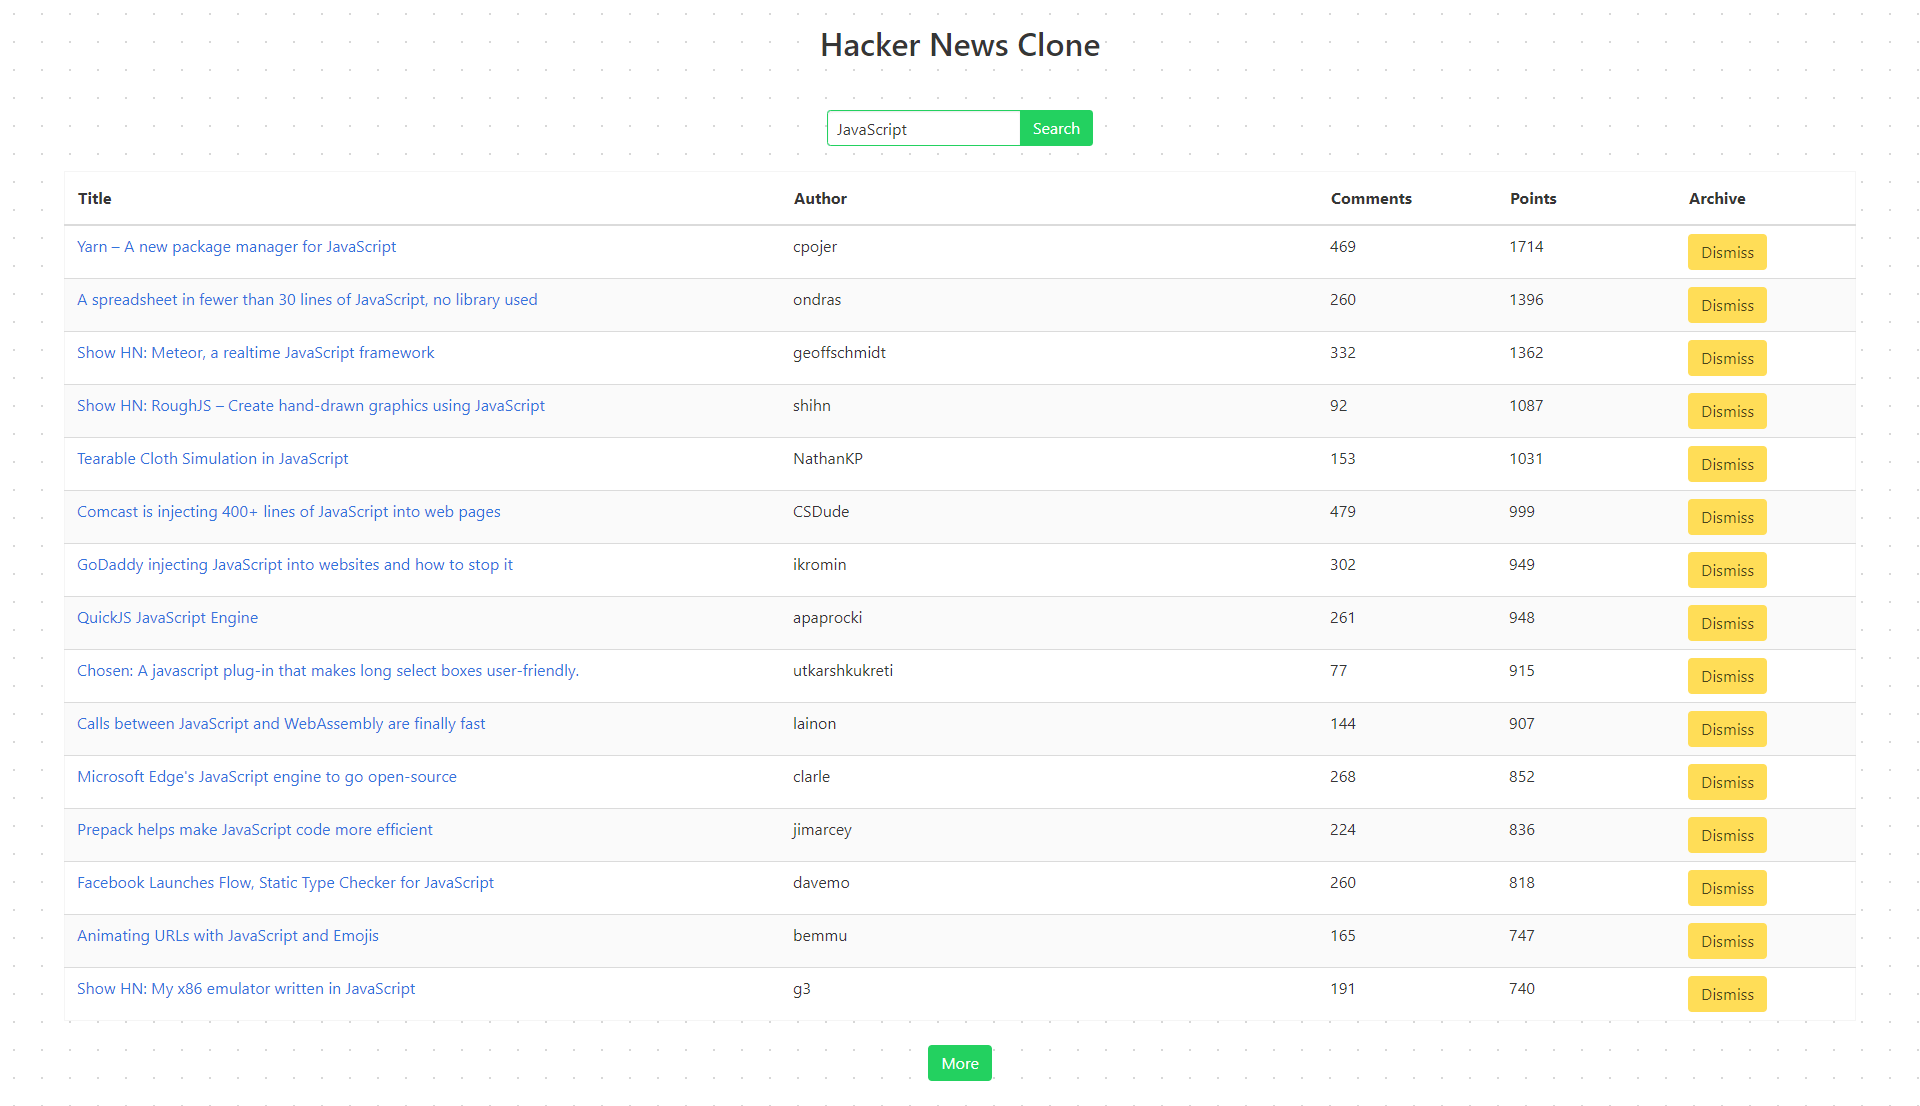 Hacker News Clone
JavaScript Search
Title Author Comments Points Archive
Yarn – A new package manager for JavaScript cpojer 469 1714 Dismiss
A spreadsheet in fewer than 30 lines of JavaScript, no library used ondras 260 1396 Dismiss
Show HN: Meteor, a realtime JavaScript framework geoffschmidt 332 1362 Dismiss
Show HN: RoughJS – Create hand-drawn graphics using JavaScript shihn 92 1087 Dismiss
Tearable Cloth Simulation in JavaScript NathanKP 153 1031 Dismiss
Comcast is injecting 400+ lines of JavaScript into web pages CSDude 479 999 Dismiss
GoDaddy injecting JavaScript into websites and how to stop it ikromin 302 949 Dismiss
QuickJS JavaScript Engine apaprocki 261 948 Dismiss
Chosen: A javascript plug-in that makes long select boxes user-friendly. utkarshkukreti 77 915 Dismiss
Calls between JavaScript and WebAssembly are finally fast lainon 144 907 Dismiss
Microsoft Edge's JavaScript engine to go open-source clarle 268 852 Dismiss
Prepack helps make JavaScript code more efficient jimarcey 224 836 Dismiss
Facebook Launches Flow, Static Type Checker for JavaScript davemo 260 818 Dismiss
Animating URLs with JavaScript and Emojis bemmu 165 747 Dismiss
Show HN: My x86 emulator written in JavaScript g3 191 740 Dismiss
More